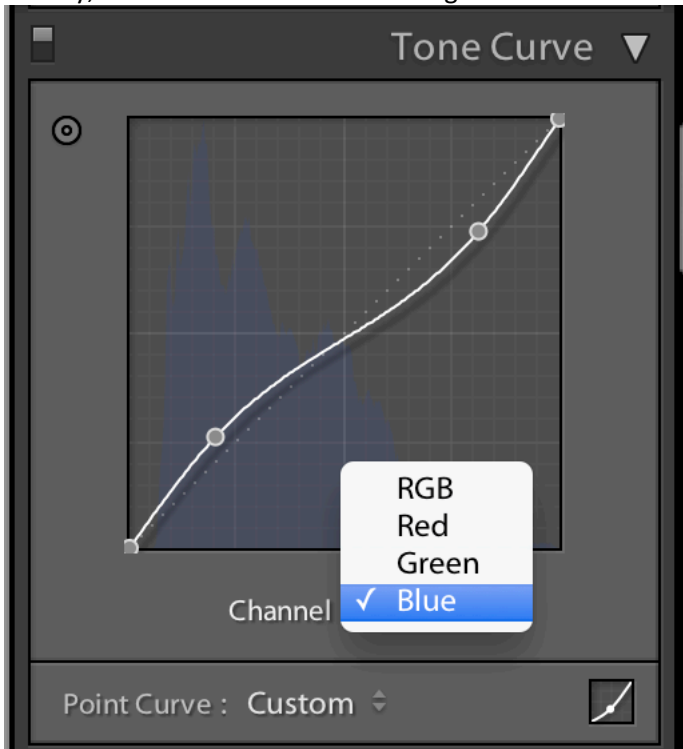 Tone Curve
RGB
Red
Green
Blue
Channel
Point Curve : Custom